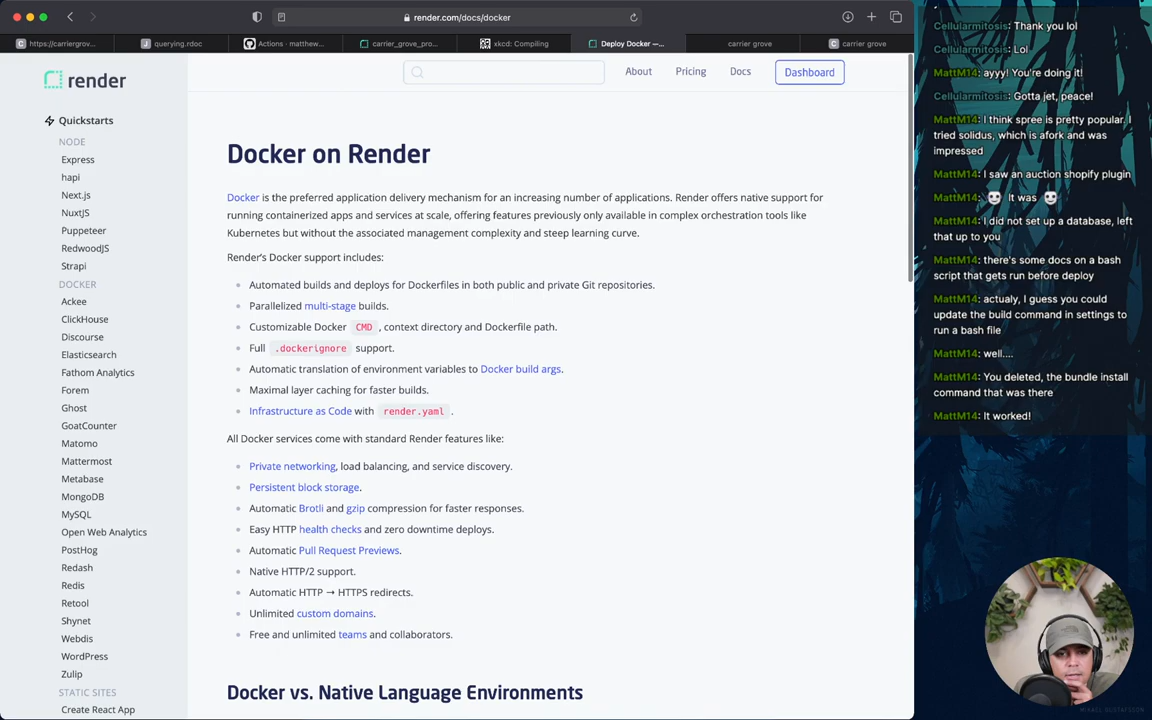 render.com/docs/docker
https://carriergrov...
querying.rdoc
Actions · matthew...
carrier_grove_pro...
xkcd: Compiling
Deploy Docker —...
carrier grove
carrier grove
render
About
Pricing
Docs
Dashboard
Quickstarts
NODE
Express
hapi
Next.js
NuxtJS
Puppeteer
RedwoodJS
Strapi
DOCKER
Ackee
ClickHouse
Discourse
Elasticsearch
Fathom Analytics
Forem
Ghost
GoatCounter
Matomo
Mattermost
Metabase
MongoDB
MySQL
Open Web Analytics
PostHog
Redash
Redis
Retool
Shynet
Webdis
WordPress
Zulip
STATIC SITES
Create React App
Docker on Render
Docker is the preferred application delivery mechanism for an increasing number of applications. Render offers native support for
running containerized apps and services at scale, offering features previously only available in complex orchestration tools like
Kubernetes but without the associated management complexity and steep learning curve.
Render's Docker support includes:
Automated builds and deploys for Dockerfiles in both public and private Git repositories.
Parallelized multi-stage builds.
Customizable Docker CMD , context directory and Dockerfile path.
Full .dockerignore support.
Automatic translation of environment variables to Docker build args.
Maximal layer caching for faster builds.
Infrastructure as Code with render.yaml .
All Docker services come with standard Render features like:
Private networking, load balancing, and service discovery.
Persistent block storage.
Automatic Brotli and gzip compression for faster responses.
Easy HTTP health checks and zero downtime deploys.
Automatic Pull Request Previews.
Native HTTP/2 support.
Automatic HTTP → HTTPS redirects.
Unlimited custom domains.
Free and unlimited teams and collaborators.
Docker vs. Native Language Environments
Cellularmitosis: Thank you lol
Cellularmitosis: Lol
MattM14: ayyy! You're doing it!
Cellularmitosis: Gotta jet, peace!
MattM14: I think spree is pretty popular. I
tried solidus, which is afork and was
impressed
MattM14: I saw an auction shopify plugin
MattM14: It was
MattM14: I did not set up a database, left
that up to you
MattM14: there's some docs on a bash
script that gets run before deploy
MattM14: actualy, I guess you could
update the build command in settings to
run a bash file
MattM14: well....
MattM14: You deleted, the bundle install
command that was there
MattM14: It worked!
MIKAEL GUSTAFSSON